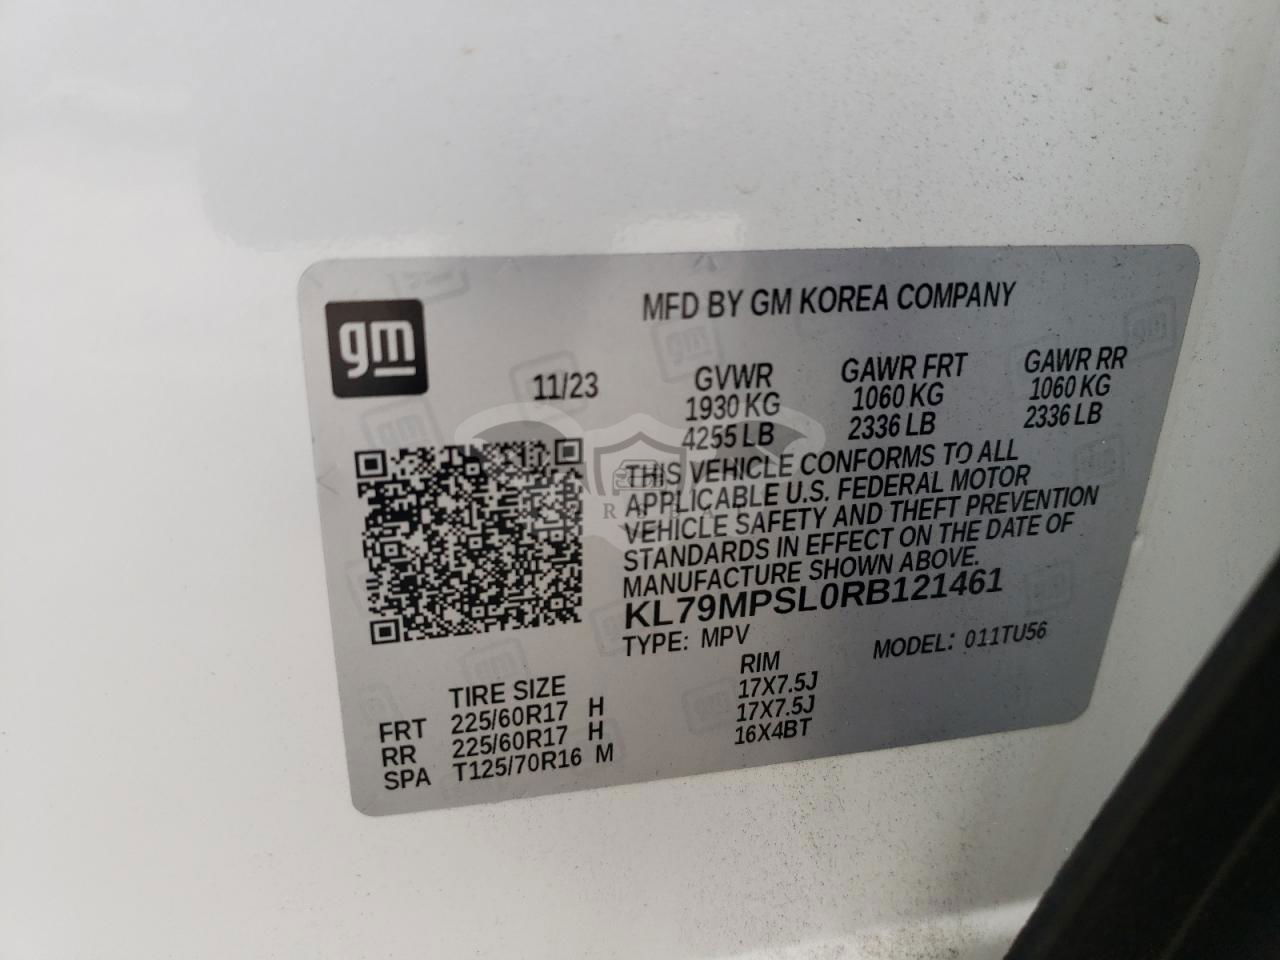 gm
MFD BY GM KOREA COMPANY
11/23
GVWR GAWR FRT GAWR RR
1930 KG 1060 KG 1060 KG
4255 LB 2336 LB 2336 LB
THIS VEHICLE CONFORMS TO ALL
APPLICABLE U.S. FEDERAL MOTOR
VEHICLE SAFETY AND THEFT PREVENTION
STANDARDS IN EFFECT ON THE DATE OF
MANUFACTURE SHOWN ABOVE.
KL79MPSL0RB121461
TYPE: MPV MODEL: 011TU56
TIRE SIZE RIM
FRT 225/60R17 H 17X7.5J
RR 225/60R17 H 17X7.5J
SPA T125/70R16 M 16X4BT